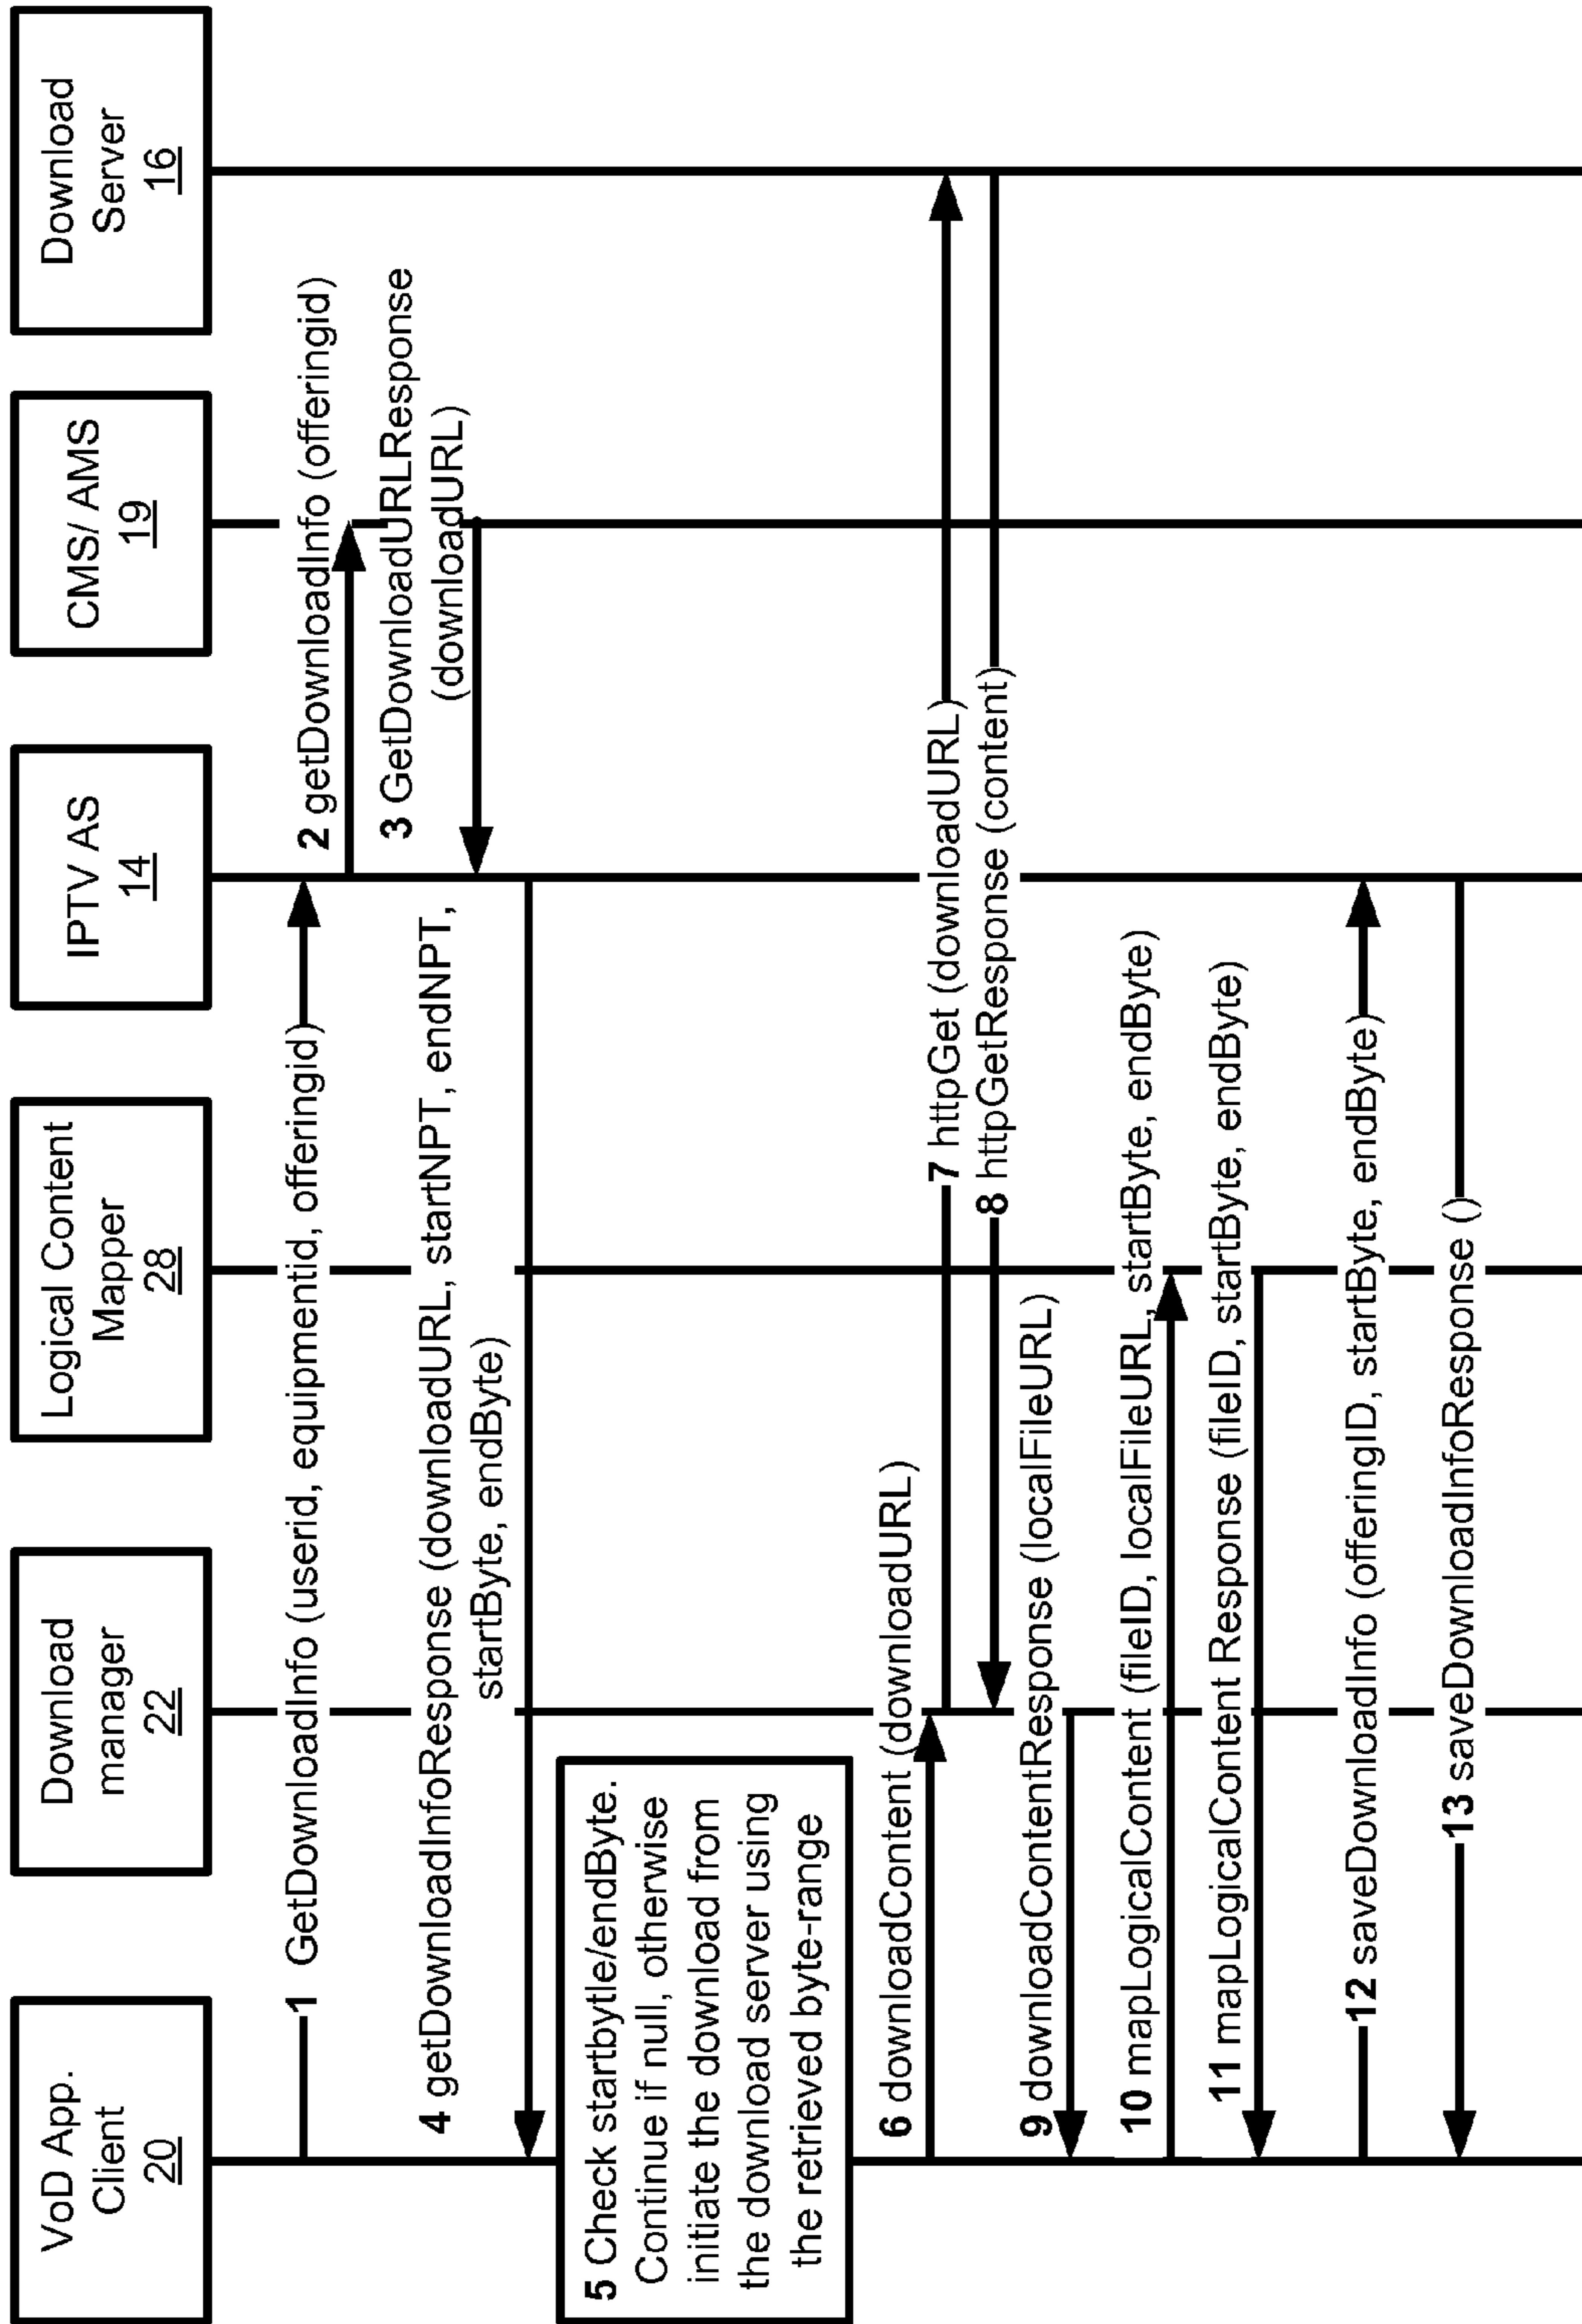 VoD App.
Client
20
Download
manager
22
Logical Content
Mapper
28
IPTV AS
14
CMS/ AMS
19
Download
Server
16
1 GetDownloadInfo (userid, equipmentid, offeringid)
2 getDownloadInfo (offeringid)
3 GetDownloadURLResponse
(downloadURL)
4 getDownloadInfoResponse (downloadURL, startNPT, endNPT,
startByte, endByte)
5 Check startbytle/endByte.
Continue if null, otherwise
initiate the download from
the download server using
the retrieved byte-range
6 downloadContent (downloadURL)
7 httpGet (downloadURL)
8 httpGetResponse (content)
9 downloadContentResponse (localFileURL)
10 mapLogicalContent (fileID, localFileURL, startByte, endByte)
11 mapLogicalContent Response (fileID, startByte, endByte)
12 saveDownloadInfo (offeringID, startByte, endByte)
13 saveDownloadInfoResponse ()